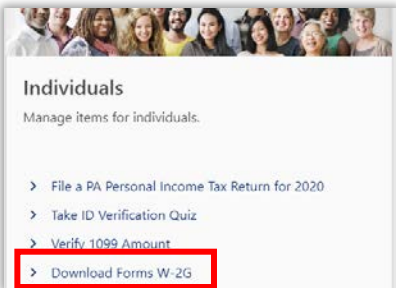 Individuals
Manage items for individuals.
> File a PA Personal Income Tax Return for 2020
> Take ID Verification Quiz
> Verify 1099 Amount
> Download Forms W-2G